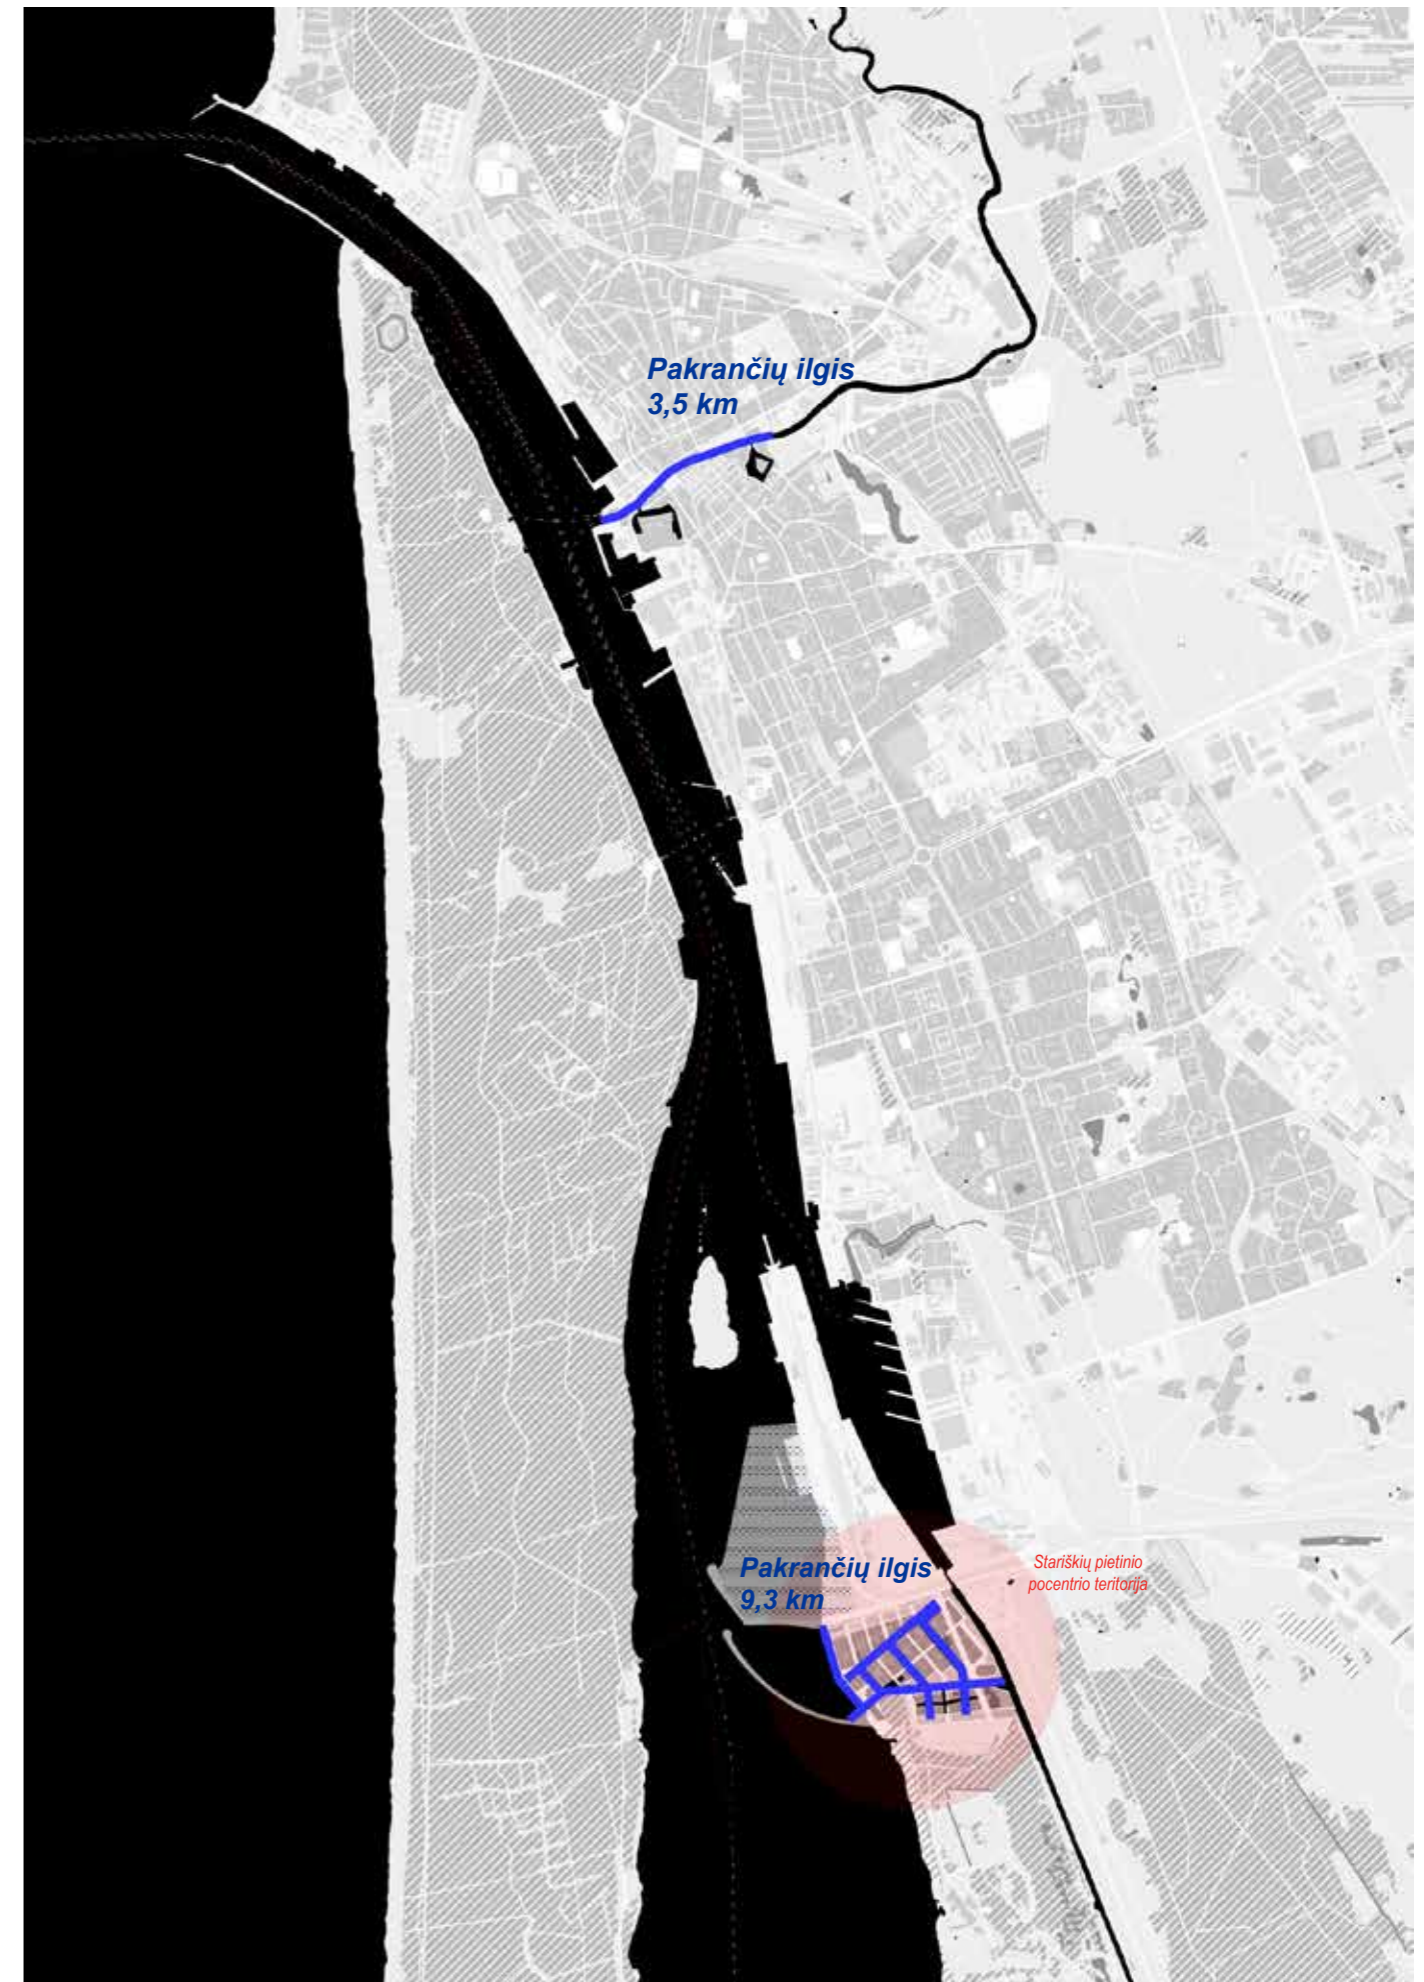 Pakrančių ilgis
3,5 km
Pakrančių ilgis
9,3 km
Stariškių pietinio
pocentrio teritorija